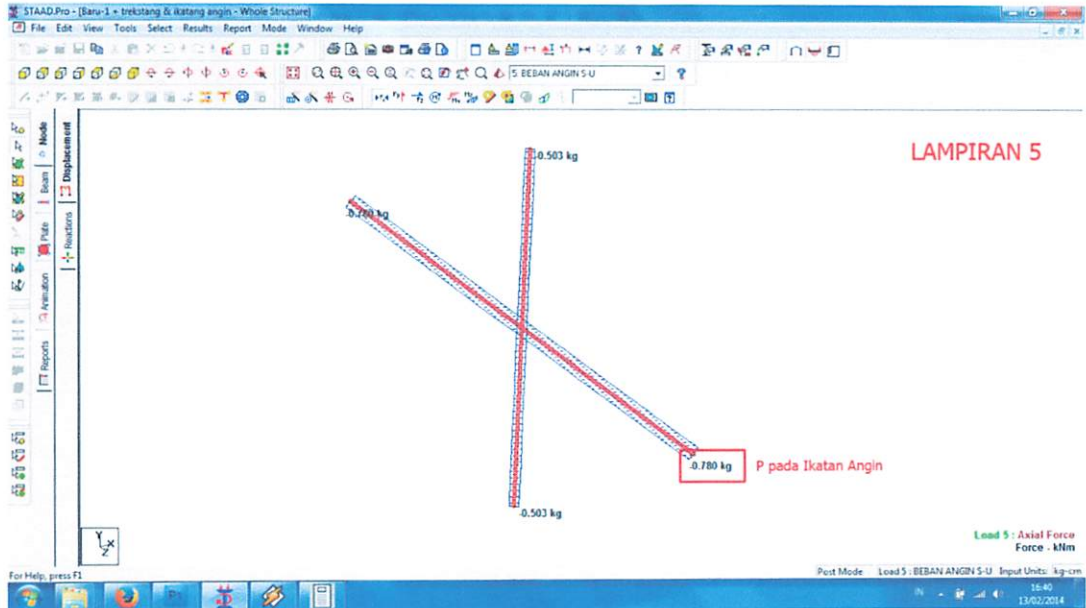 STAAD.Pro - [Baru-1 + trekstang & ikatang angin - Whole Structure]
File Edit View Tools Select Results Report Mode Window Help
5: BEBAN ANGIN S-U
Node
Displacement
Beam
Reactions
Plate
Animation
Reports
LAMPIRAN 5
-0.503 kg
-0.780 kg
-0.780 kg
P pada Ikatan Angin
-0.503 kg
Y
X
Z
Load 5 : Axial Force
Force - kNm
For Help, press F1
Post Mode
Load 5 : BEBAN ANGIN S-U
Input Units: kg-cm
IN
16:40
13/02/2014